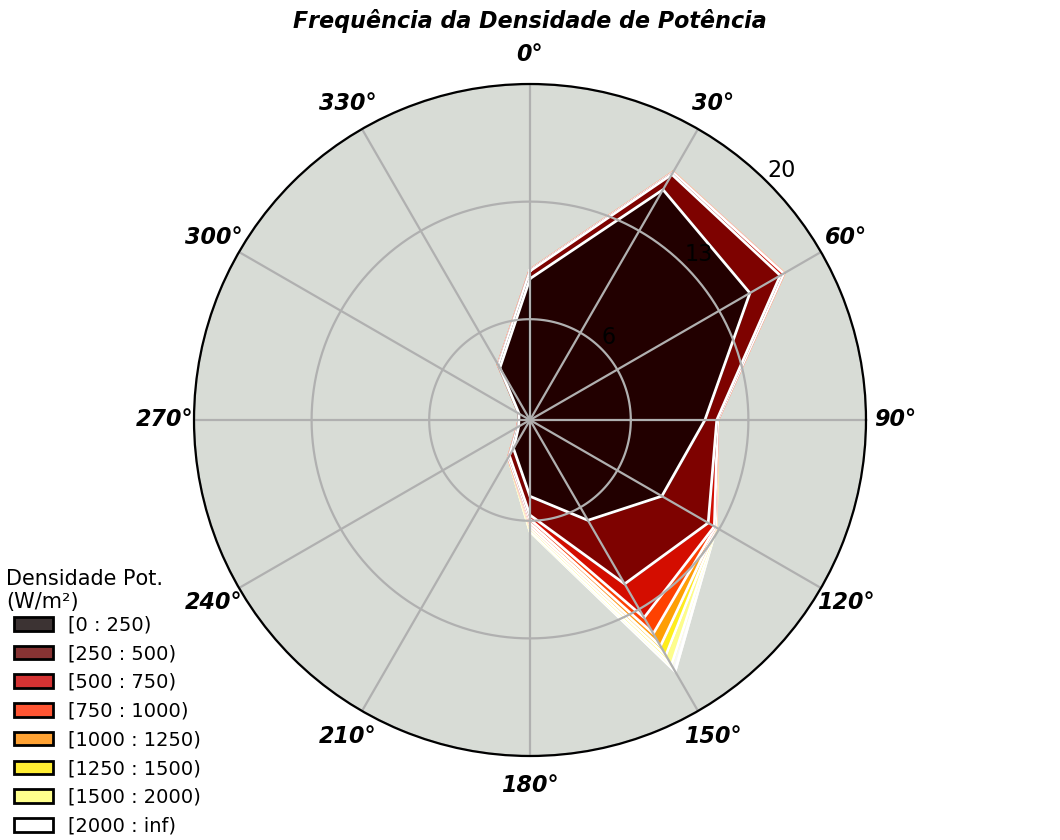 Frequência da Densidade de Potência
0°
330°
30°
20
300°
60°
13
6
270°
90°
240°
120°
210°
150°
180°
Densidade Pot.
(W/m²)
[0 : 250)
[250 : 500)
[500 : 750)
[750 : 1000)
[1000 : 1250)
[1250 : 1500)
[1500 : 2000)
[2000 : inf)